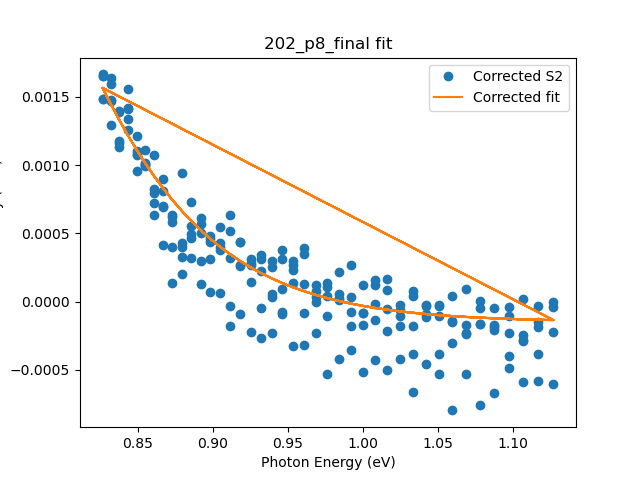 202_p8_final fit
Corrected S2
Corrected fit
0.0015
0.0010
0.0005
0.0000
−0.0005
0.85
0.90
0.95
1.00
1.05
1.10
Photon Energy (eV)